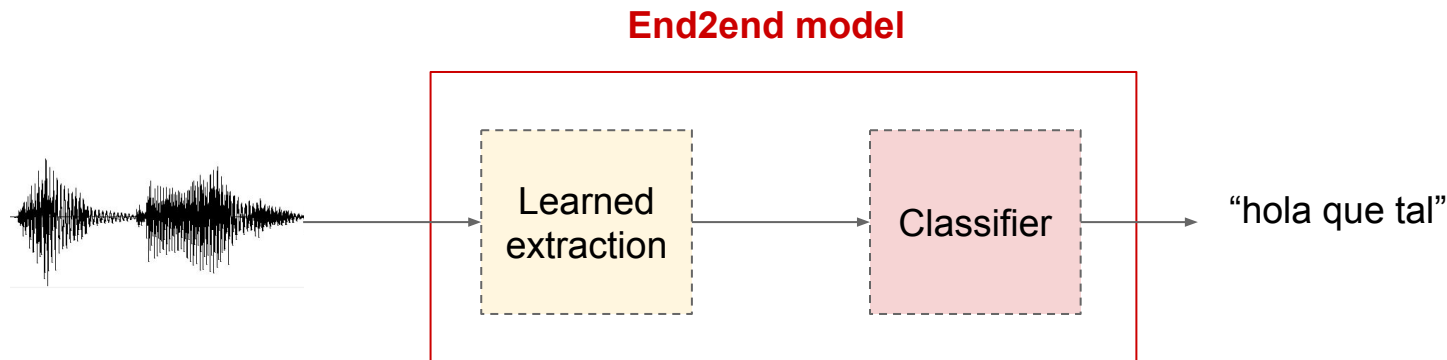 End2end model
Learned
extraction
Classifier
“hola que tal”